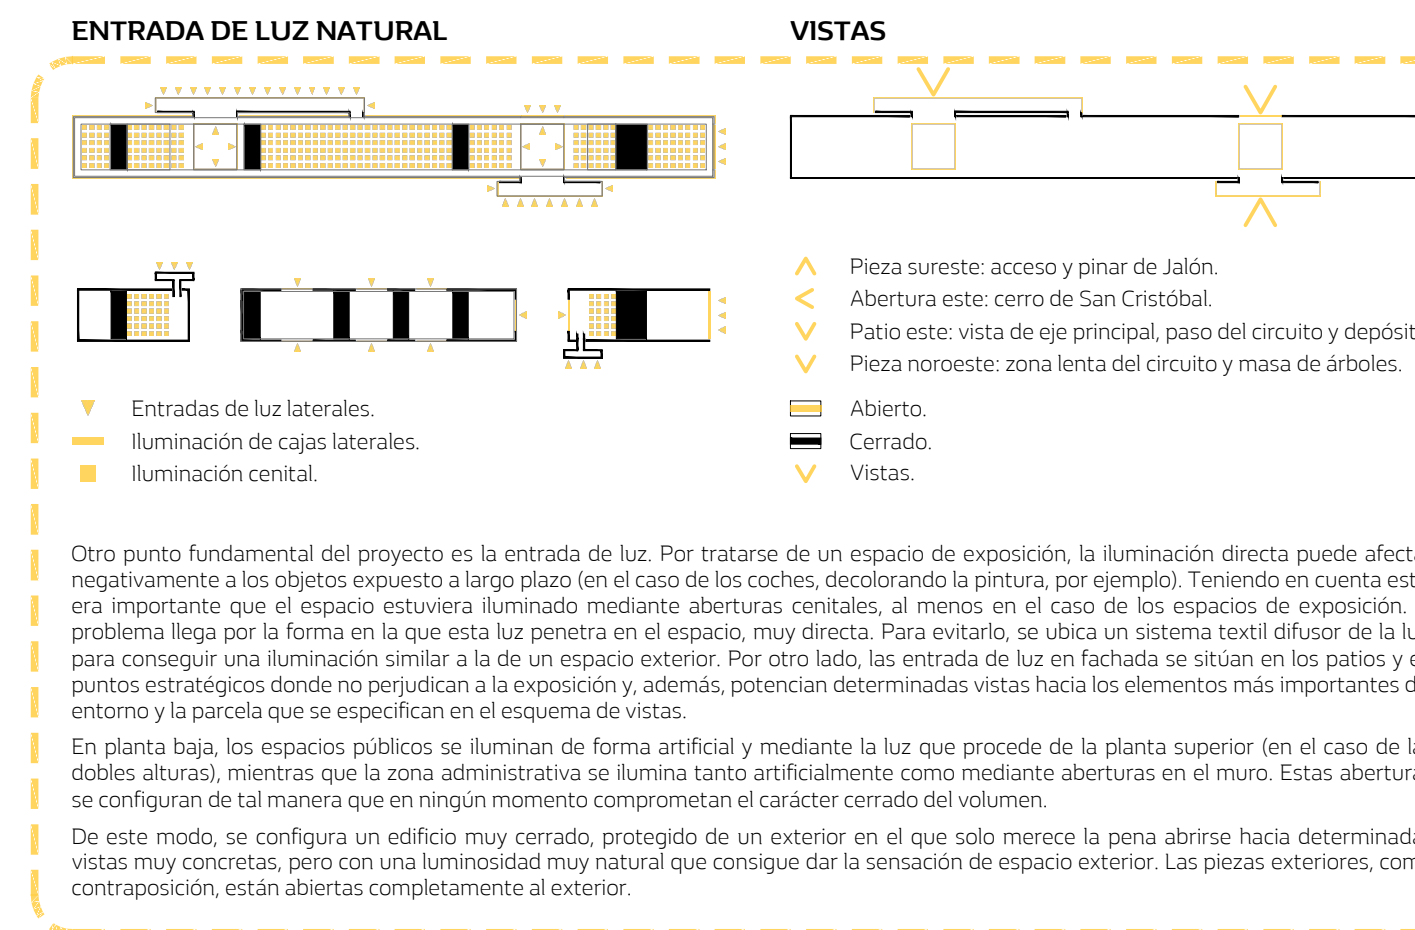 ENTRADA DE LUZ NATURAL
VISTAS
Pieza sureste: acceso y pinar de Jalón.
Abertura este: cerro de San Cristóbal.
Patio este: vista de eje principal, paso del circuito y depósit
Pieza noroeste: zona lenta del circuito y masa de árboles.
Entradas de luz laterales.
Iluminación de cajas laterales.
Iluminación cenital.
Abierto.
Cerrado.
Vistas.
Otro punto fundamental del proyecto es la entrada de luz. Por tratarse de un espacio de exposición, la iluminación directa puede afecta
negativamente a los objetos expuesto a largo plazo (en el caso de los coches, decolorando la pintura, por ejemplo). Teniendo en cuenta est
era importante que el espacio estuviera iluminado mediante aberturas cenitales, al menos en el caso de los espacios de exposición.
problema llega por la forma en la que esta luz penetra en el espacio, muy directa. Para evitarlo, se ubica un sistema textil difusor de la lu
para conseguir una iluminación similar a la de un espacio exterior. Por otro lado, las entrada de luz en fachada se sitúan en los patios y e
puntos estratégicos donde no perjudican a la exposición y, además, potencian determinadas vistas hacia los elementos más importantes d
entorno y la parcela que se especifican en el esquema de vistas.
En planta baja, los espacios públicos se iluminan de forma artificial y mediante la luz que procede de la planta superior (en el caso de la
dobles alturas), mientras que la zona administrativa se ilumina tanto artificialmente como mediante aberturas en el muro. Estas abertura
se configuran de tal manera que en ningún momento comprometan el carácter cerrado del volumen.
De este modo, se configura un edificio muy cerrado, protegido de un exterior en el que solo merece la pena abrirse hacia determinada
vistas muy concretas, pero con una luminosidad muy natural que consigue dar la sensación de espacio exterior. Las piezas exteriores, com
contraposición, están abiertas completamente al exterior.